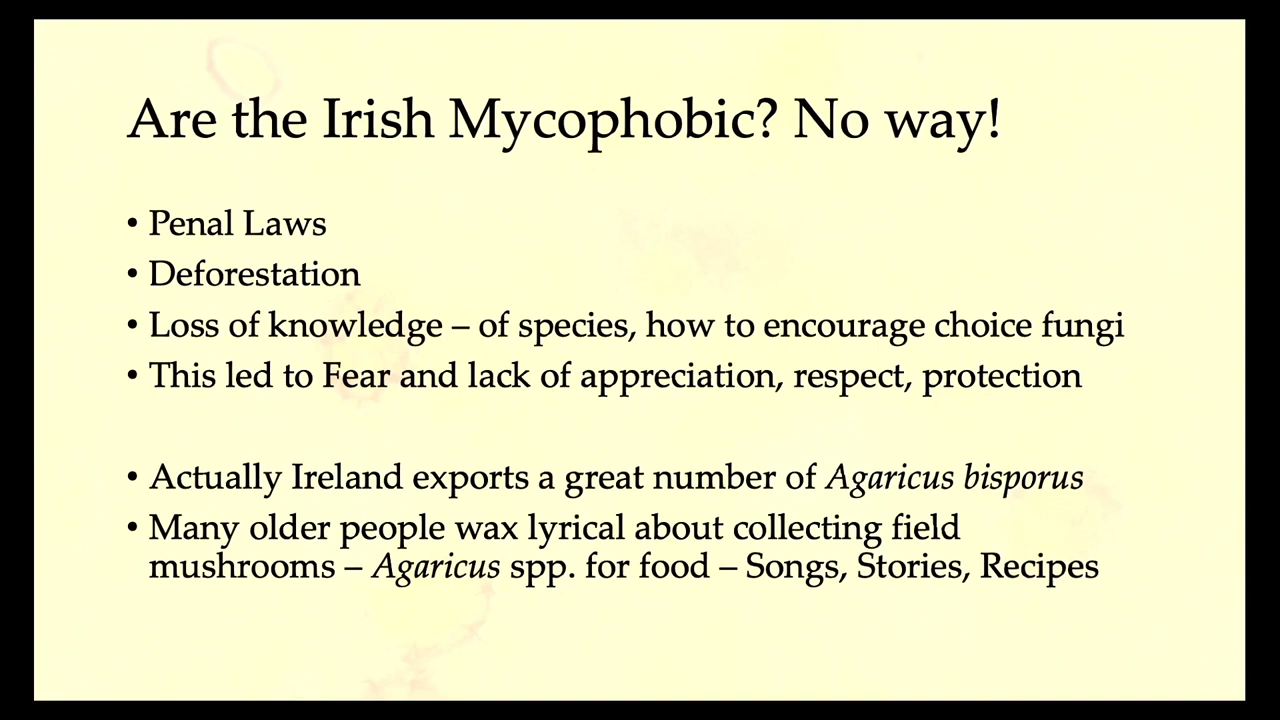 Are the Irish Mycophobic? No way!
• Penal Laws
• Deforestation
• Loss of knowledge – of species, how to encourage choice fungi
• This led to Fear and lack of appreciation, respect, protection
• Actually Ireland exports a great number of Agaricus bisporus
• Many older people wax lyrical about collecting field
mushrooms – Agaricus spp. for food – Songs, Stories, Recipes